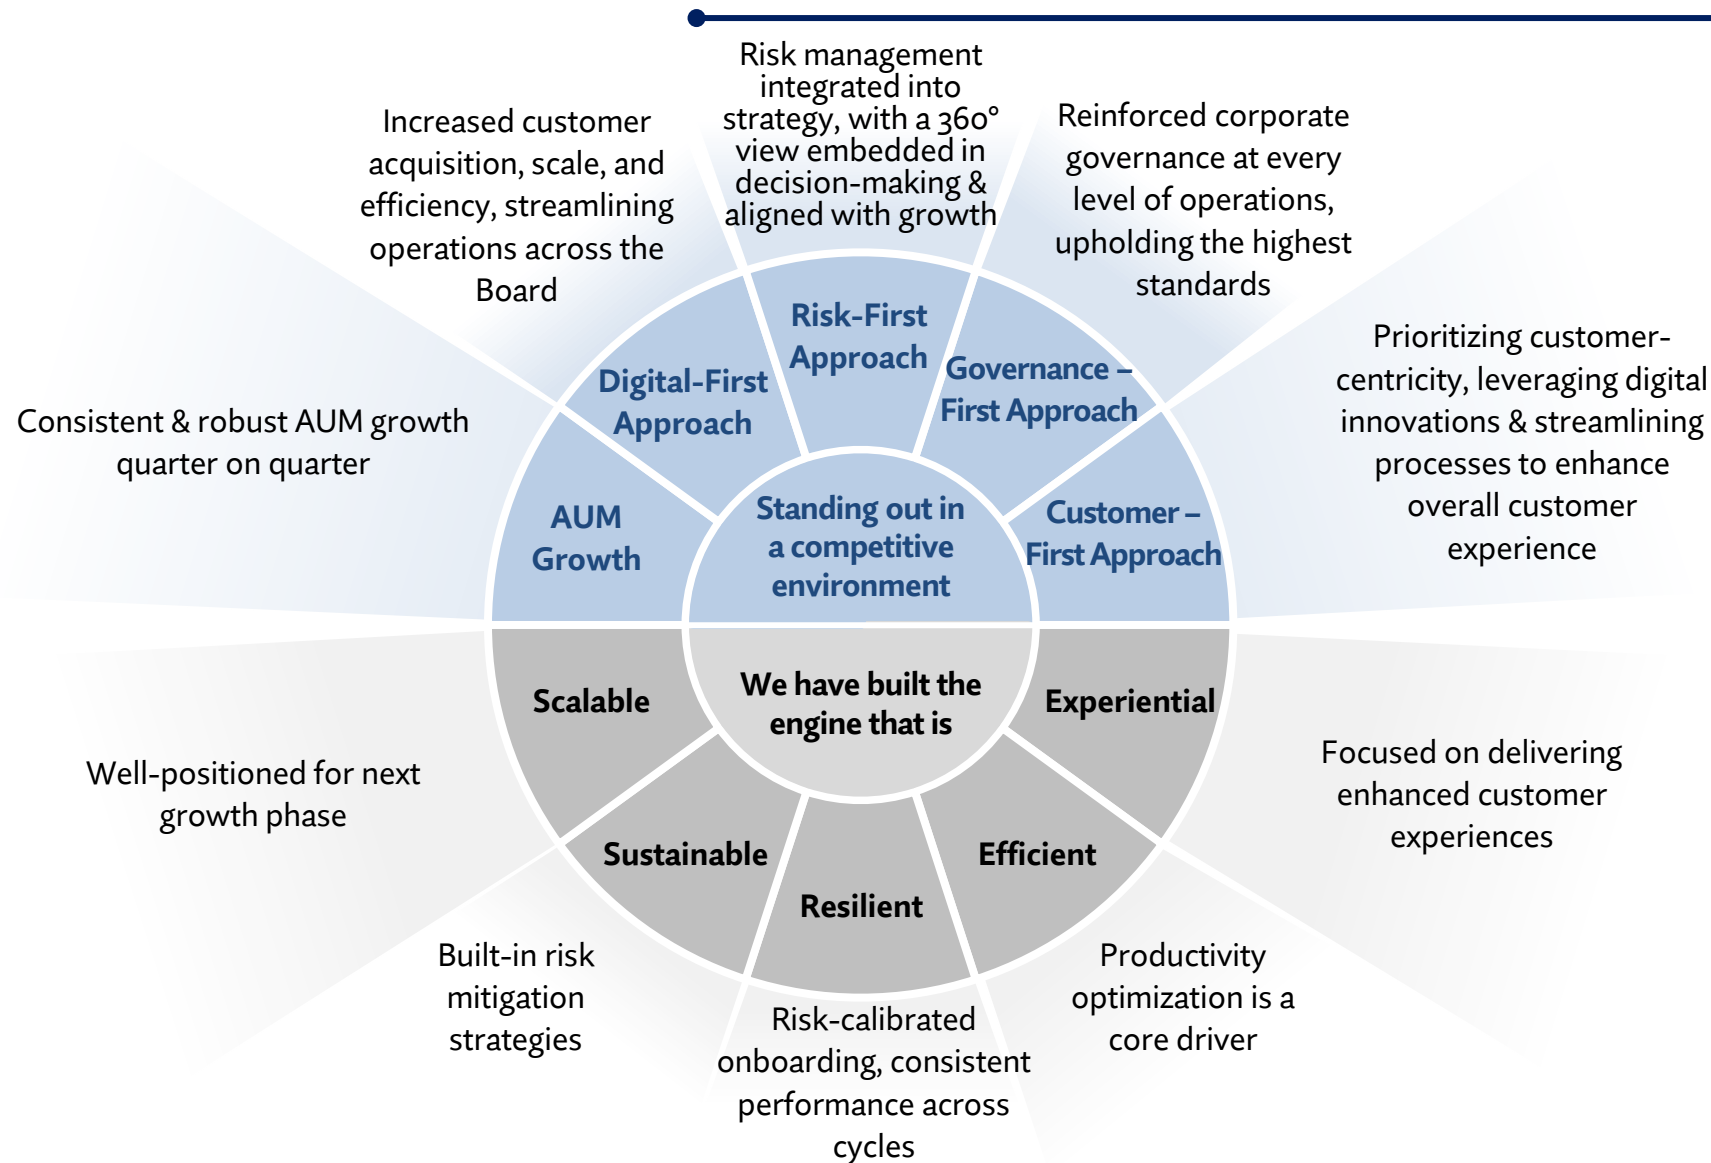 Risk management
integrated into
strategy, with a 360°
view embedded in
decision-making &
aligned with growth
Increased customer
acquisition, scale, and
efficiency, streamlining
operations across the
Board
Reinforced corporate
governance at every
level of operations,
upholding the highest
standards
Consistent & robust AUM growth
quarter on quarter
Prioritizing customer-
centricity, leveraging digital
innovations & streamlining
processes to enhance
overall customer
experience
AUM
Growth
Digital-First
Approach
Risk-First
Approach
Governance –
First Approach
Customer –
First Approach
Standing out in
a competitive
environment
We have built the
engine that is
Scalable
Sustainable
Resilient
Efficient
Experiential
Well-positioned for next
growth phase
Built-in risk
mitigation
strategies
Risk-calibrated
onboarding, consistent
performance across
cycles
Productivity
optimization is a
core driver
Focused on delivering
enhanced customer
experiences